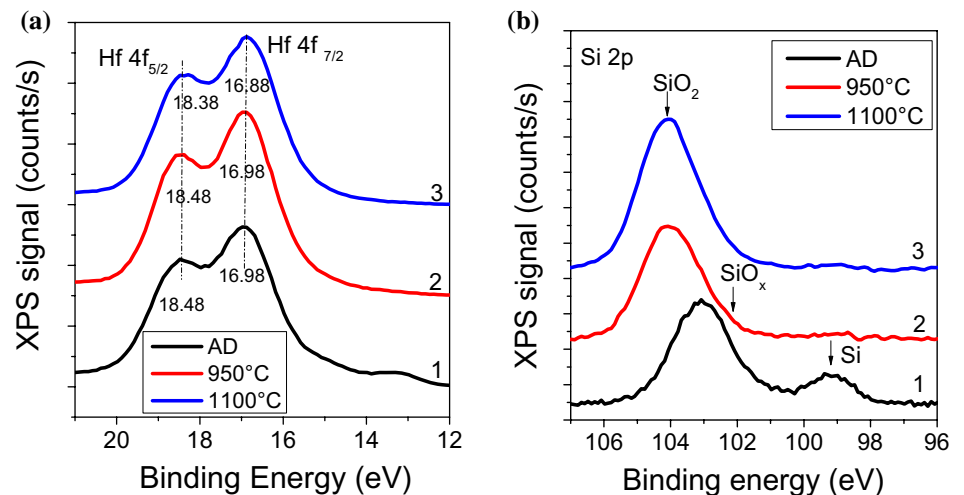 (a)
Hf 4f 5/2
Hf 4f 7/2
18.38
16.88
3
18.48
16.98
2
18.48
16.98
1
AD
950°C
1100°C
XPS signal (counts/s)
20 18 16 14 12
Binding Energy (eV)
(b)
Si 2p
AD
950°C
1100°C
SiO2
3
SiOx
2
Si
1
XPS signal (counts/s)
106 104 102 100 98 96
Binding energy (eV)